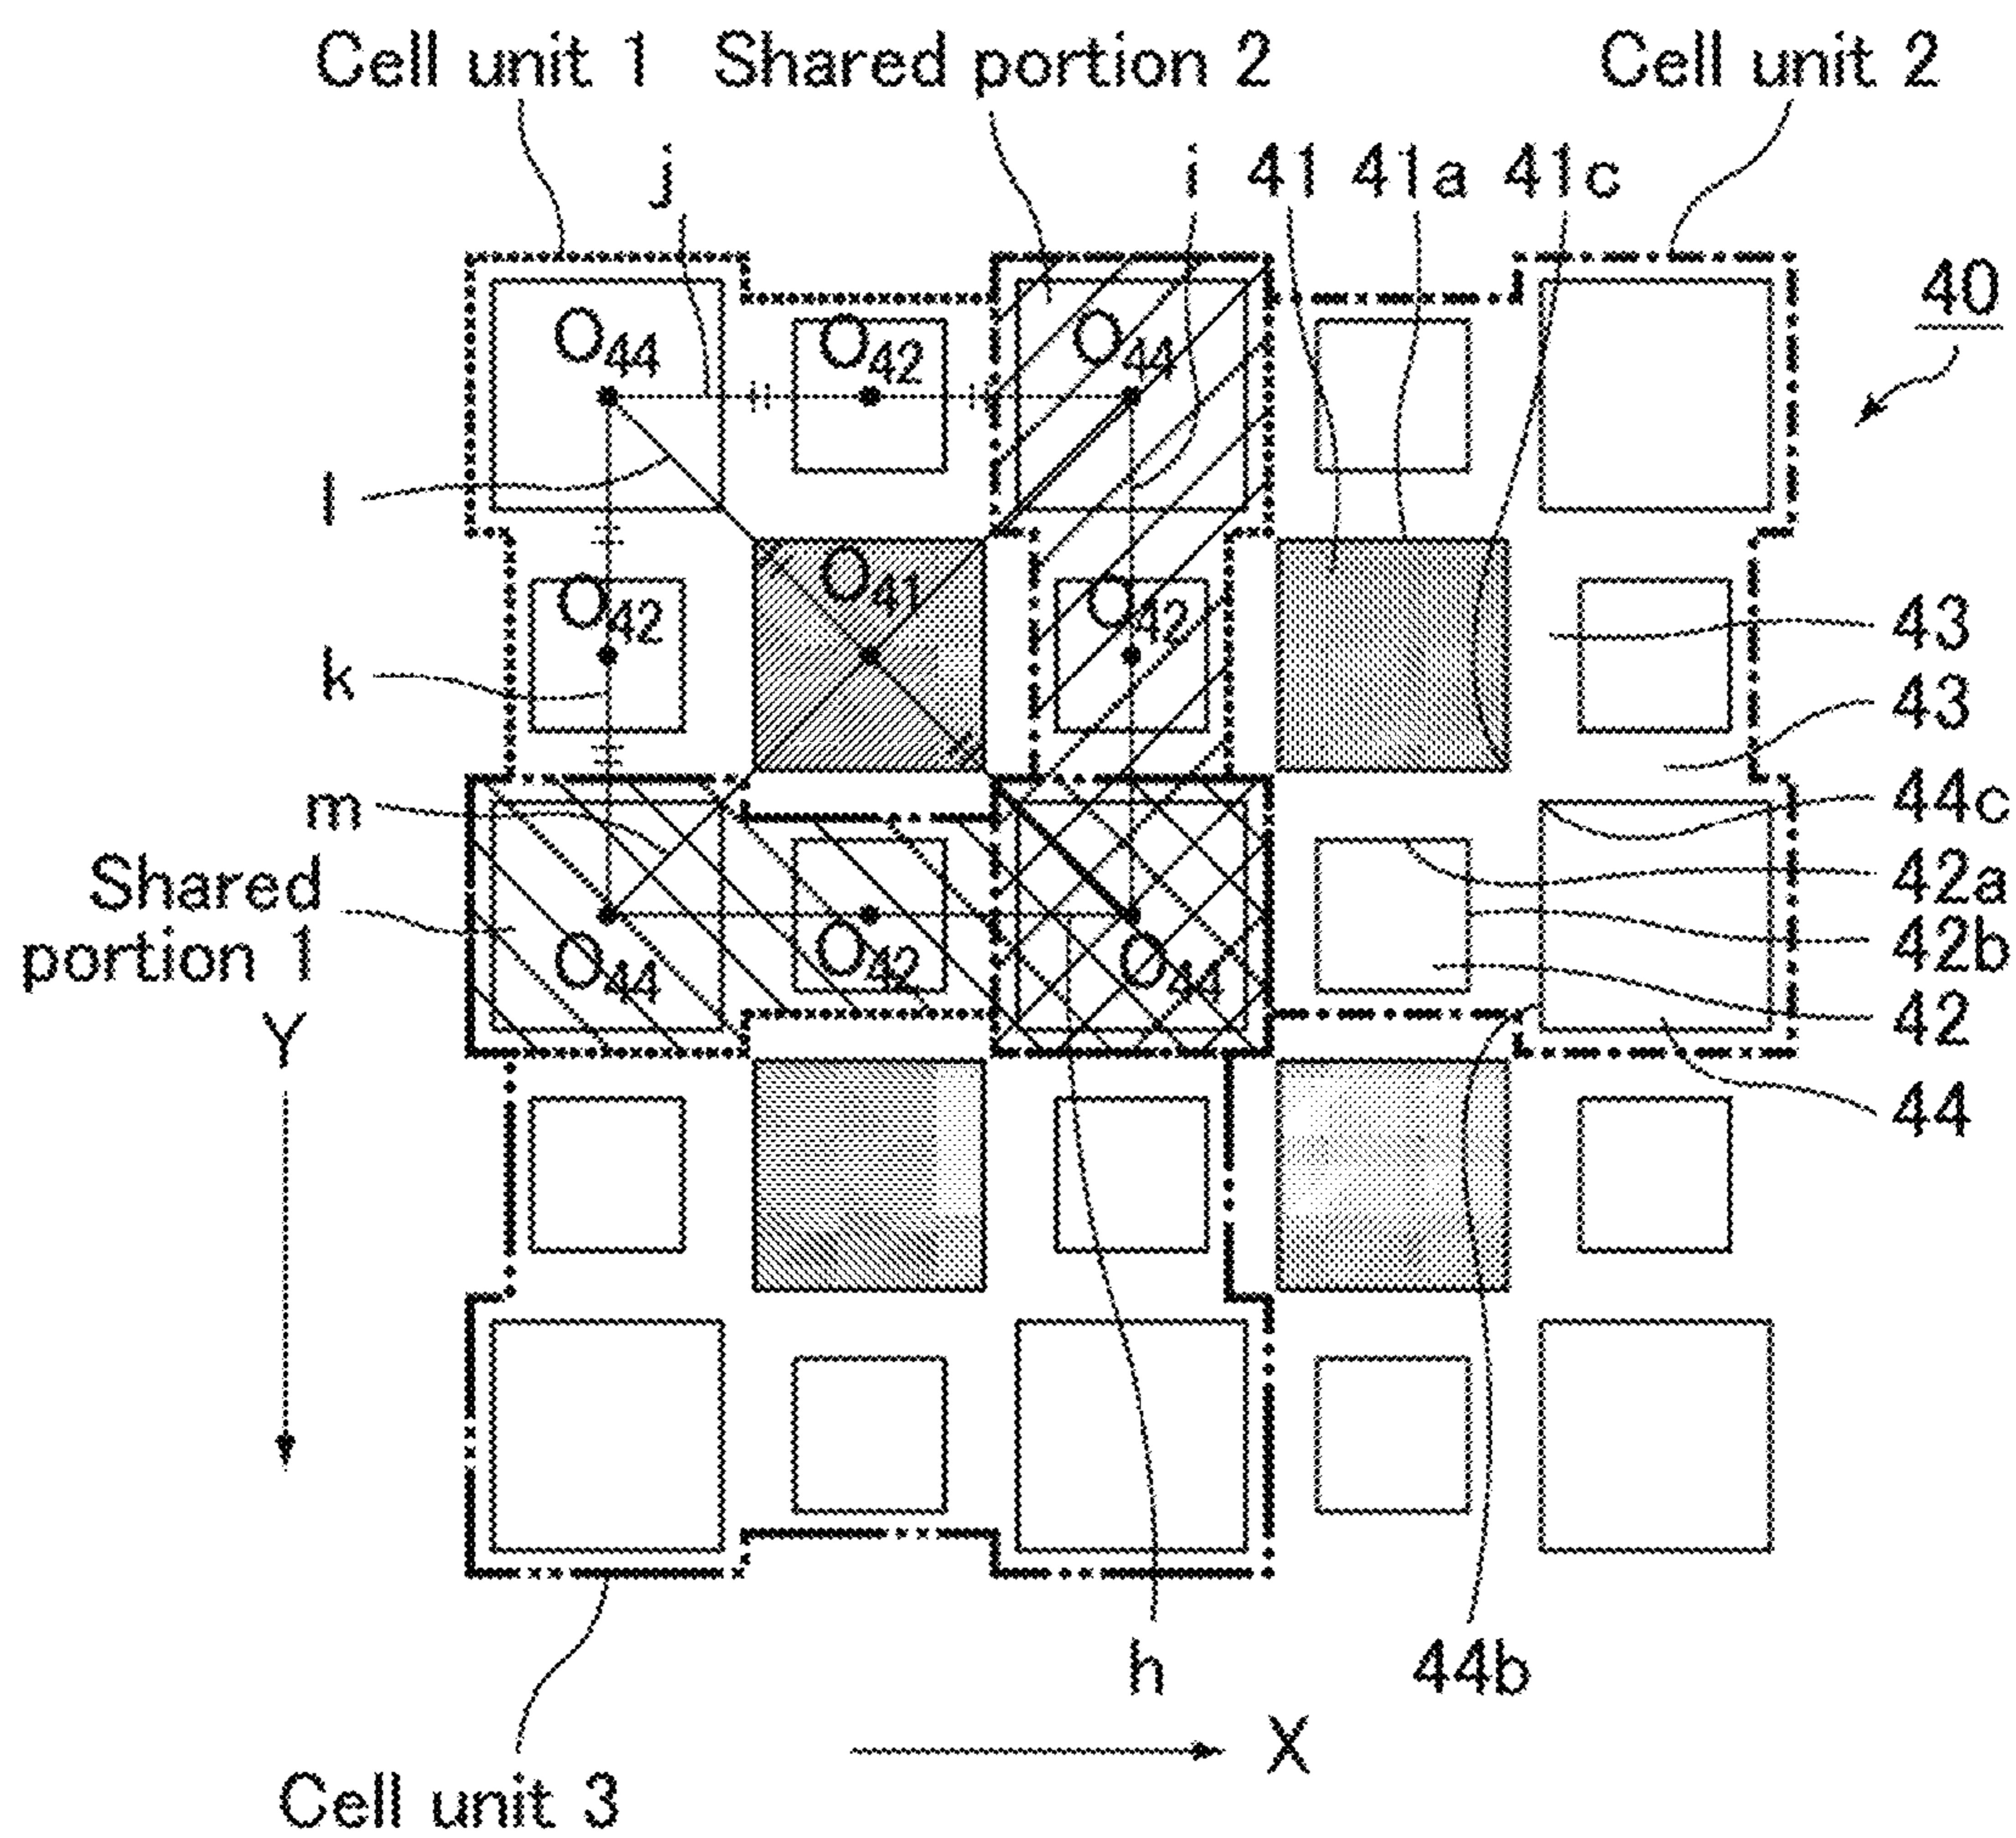 Cell unit 1 Shared portion 2 Cell unit 2
j i 41 41a 41c
40
O44 O42 O44
l
O42 O41 O42
43
k
43
m
44c
Shared
portion 1
42a
42b
O44 O42 O44
42
Y
44
h 44b
X
Cell unit 3